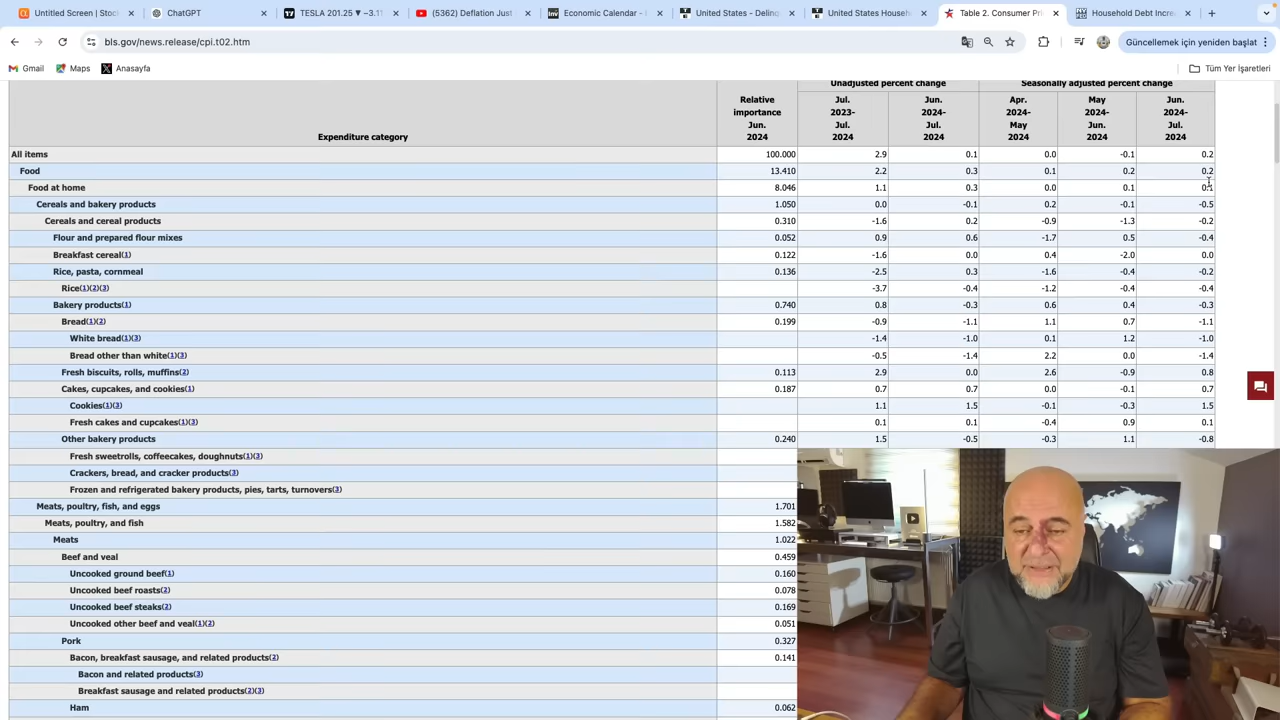 Untitled Screen | Stoc
ChatGPT
TESLA 201.25 ▼ −3.1
(5362) Deflation Just
Economic Calendar -
United States - Delinq
United States Househ
Table 2. Consumer Pri
Household Debt Incre
bls.gov/news.release/cpi.t02.htm
Güncellemek için yeniden başlat
Gmail
Maps
Anasayfa
Tüm Yer İşaretleri
Unadjusted percent change Seasonally adjusted percent change
Expenditure category
Relative importance Jun. 2024
Jul. 2023- Jul. 2024
Jun. 2024- Jul. 2024
Apr. 2024- May 2024
May 2024- Jun. 2024
Jun. 2024- Jul. 2024
All items 100.000 2.9 0.1 0.0 -0.1 0.2
Food 13.410 2.2 0.3 0.1 0.2 0.2
Food at home 8.046 1.1 0.3 0.0 0.1 0.1
Cereals and bakery products 1.050 0.0 -0.1 0.2 -0.1 -0.5
Cereals and cereal products 0.310 -1.6 0.2 -0.9 -1.3 -0.2
Flour and prepared flour mixes 0.052 0.9 0.6 -1.7 0.5 -0.4
Breakfast cereal(1) 0.122 -1.6 0.0 0.4 -2.0 0.0
Rice, pasta, cornmeal 0.136 -2.5 0.3 -1.6 -0.4 -0.2
Rice(1)(2)(3) -3.7 -0.4 -1.2 -0.4 -0.4
Bakery products(1) 0.740 0.8 -0.3 0.6 0.4 -0.3
Bread(1)(2) 0.199 -0.9 -1.1 1.1 0.7 -1.1
White bread(1)(3) -1.4 -1.0 0.1 1.2 -1.0
Bread other than white(1)(3) -0.5 -1.4 2.2 0.0 -1.4
Fresh biscuits, rolls, muffins(2) 0.113 2.9 0.0 2.6 -0.9 0.8
Cakes, cupcakes, and cookies(1) 0.187 0.7 0.7 0.0 -0.1 0.7
Cookies(1)(3) 1.1 1.5 -0.1 -0.3 1.5
Fresh cakes and cupcakes(1)(3) 0.1 0.1 -0.4 0.9 0.1
Other bakery products 0.240 1.5 -0.5 -0.3 1.1 -0.8
Fresh sweetrolls, coffeecakes, doughnuts(1)(3)
Crackers, bread, and cracker products(3)
Frozen and refrigerated bakery products, pies, tarts, turnovers(3)
Meats, poultry, fish, and eggs 1.701
Meats, poultry, and fish 1.582
Meats 1.022
Beef and veal 0.459
Uncooked ground beef(1) 0.160
Uncooked beef roasts(2) 0.078
Uncooked beef steaks(2) 0.169
Uncooked other beef and veal(1)(2) 0.051
Pork 0.327
Bacon, breakfast sausage, and related products(2) 0.141
Bacon and related products(3)
Breakfast sausage and related products(2)(3)
Ham 0.062